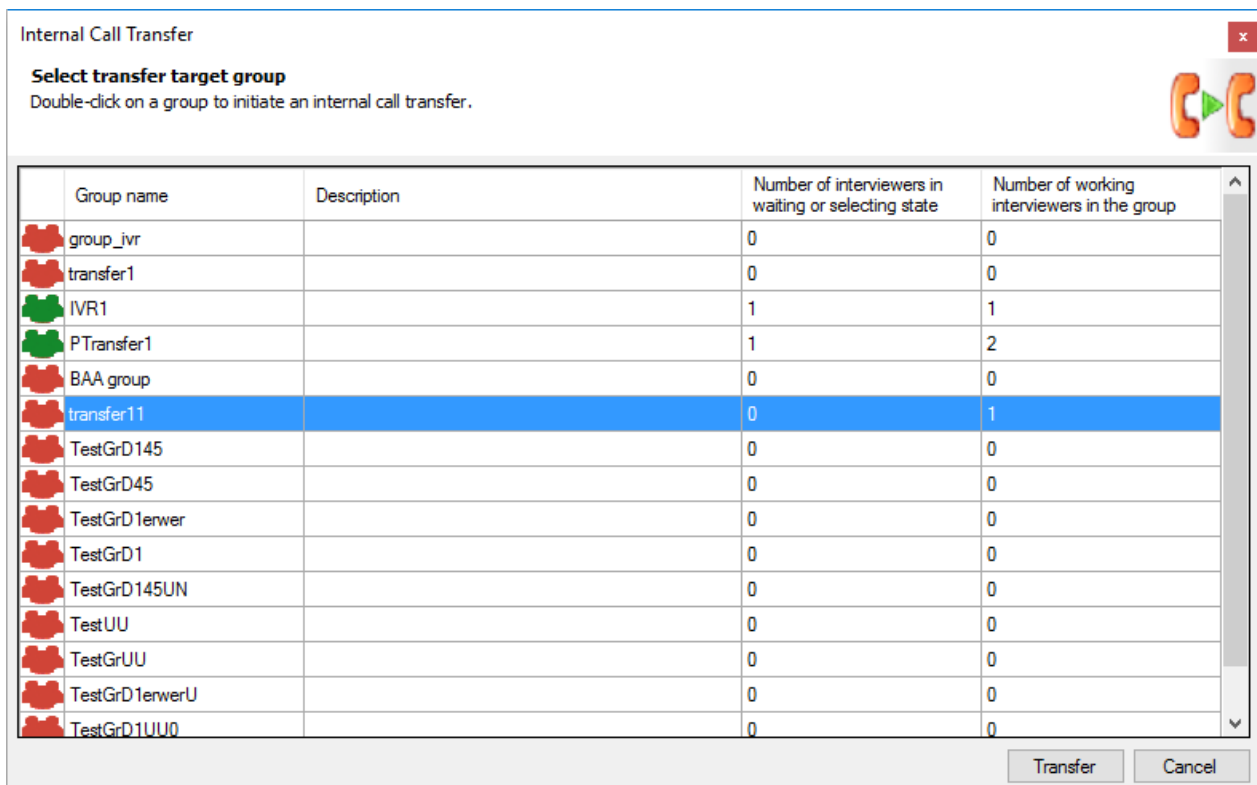 Internal Call Transfer
x
Select transfer target group
Double-click on a group to initiate an internal call transfer.
Group name Description Number of interviewers in waiting or selecting state Number of working interviewers in the group
group_ivr 0 0
transfer1 0 0
IVR1 1 1
PTransfer1 1 2
BAA group 0 0
transfer11 0 1
TestGrD145 0 0
TestGrD45 0 0
TestGrD1erwer 0 0
TestGrD1 0 0
TestGrD145UN 0 0
TestUU 0 0
TestGrUU 0 0
TestGrD1erwerU 0 0
TestGrD1UU0 0 0
Transfer Cancel